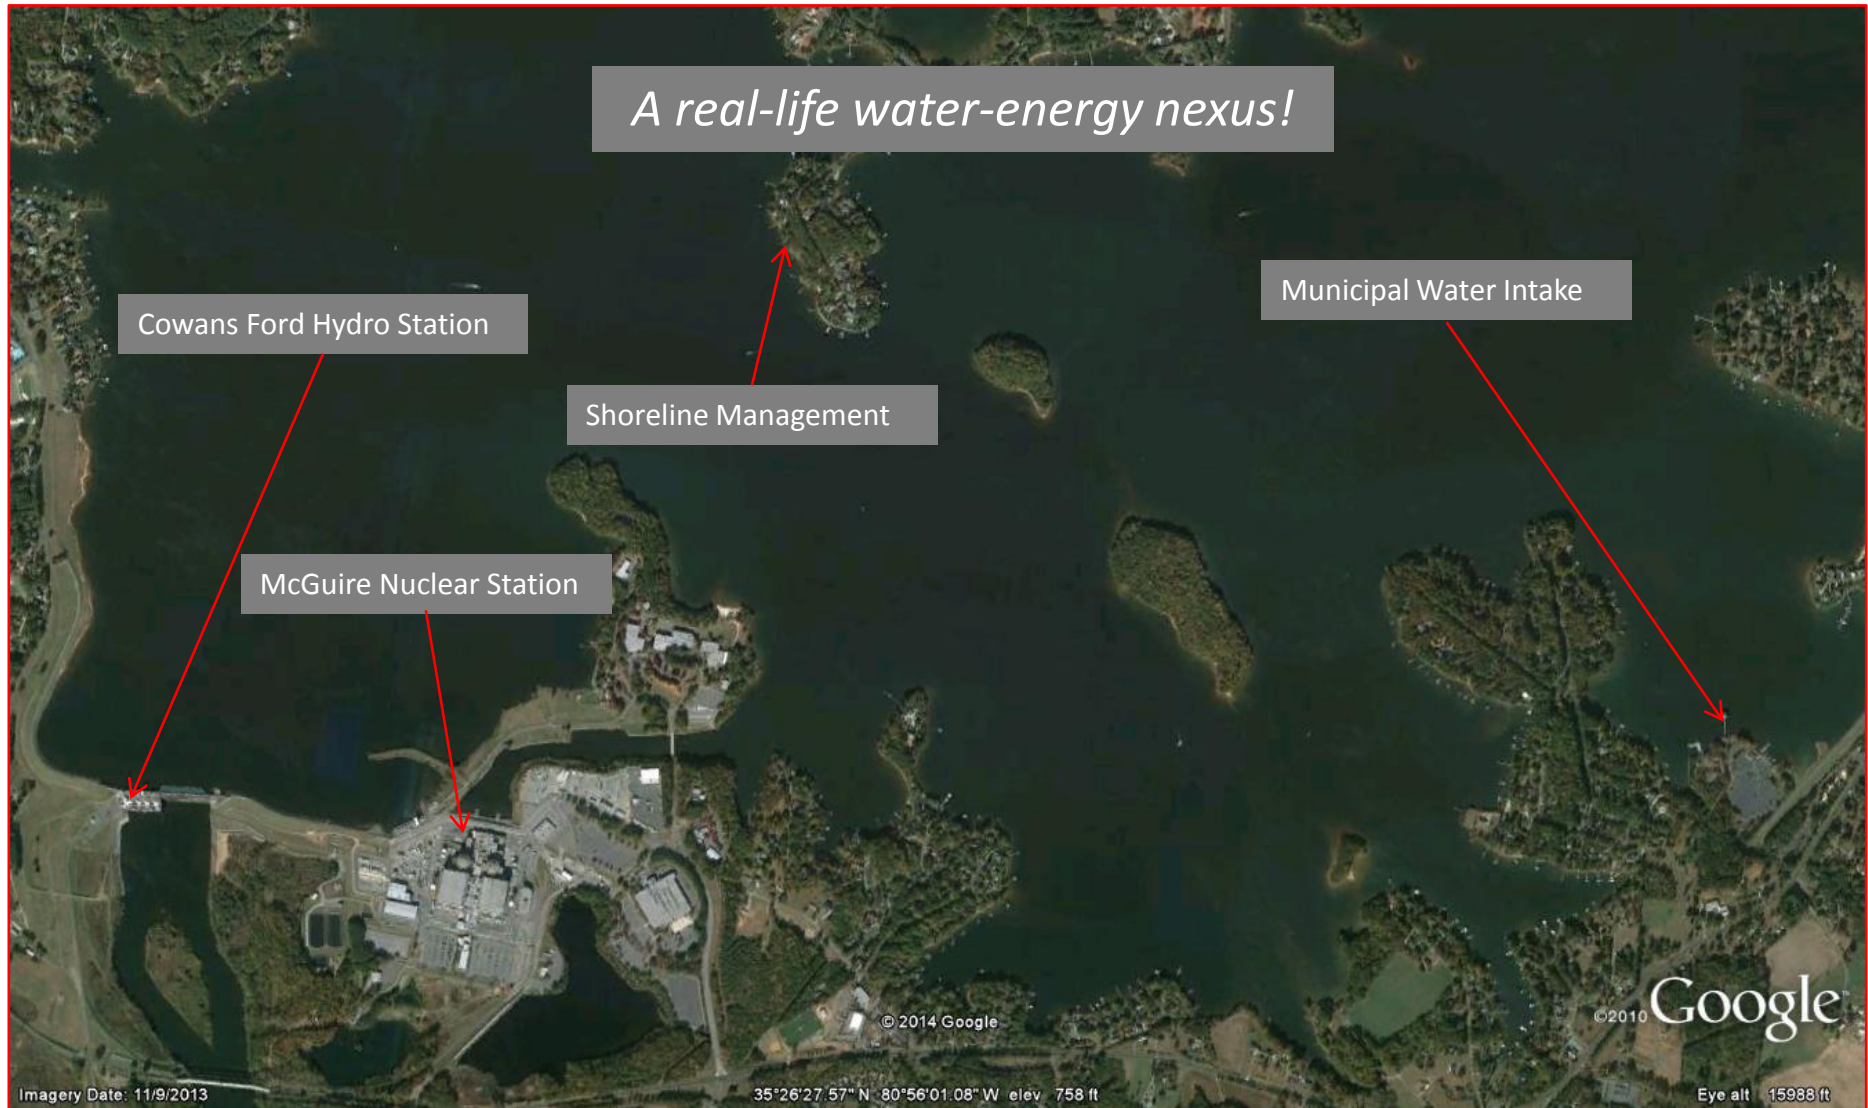 A real-life water-energy nexus!
Municipal Water Intake
Cowans Ford Hydro Station
Shoreline Management
McGuire Nuclear Station
© 2014 Google
©2010 Google
Imagery Date: 11/9/2013
35°26'27.57" N 80°56'01.08" W elev 758 ft
Eye alt 15988 ft